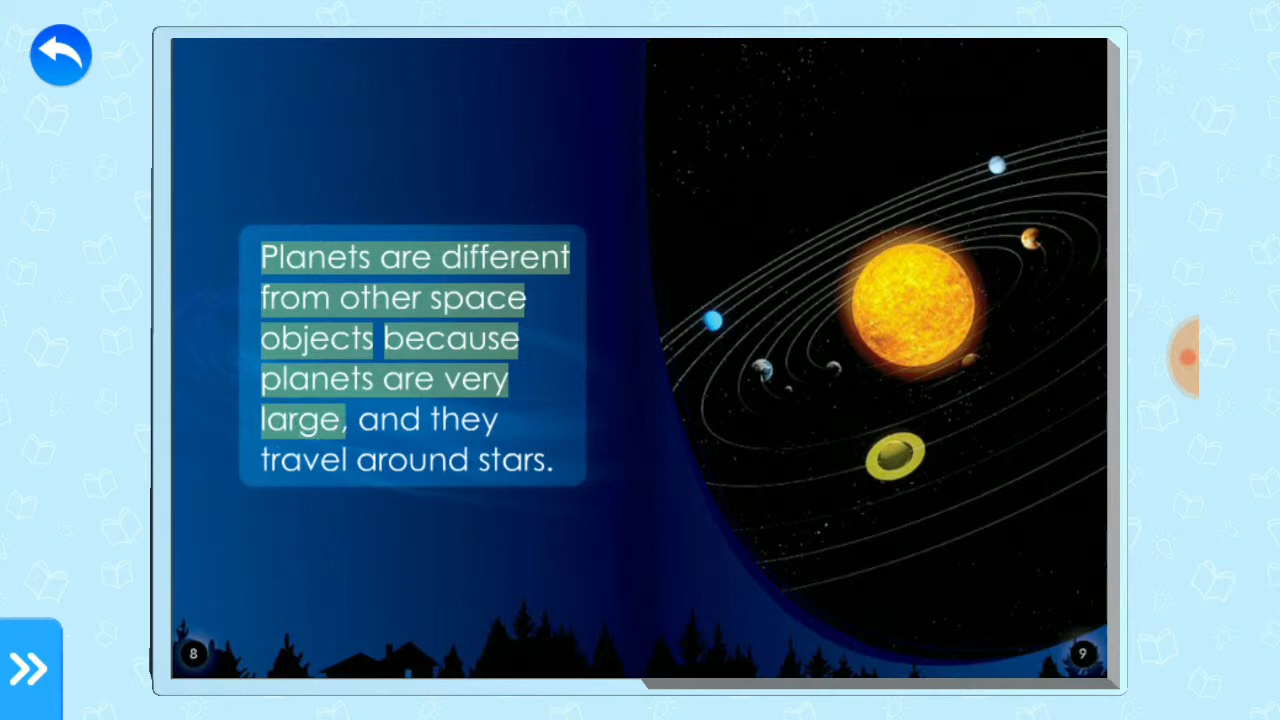 Planets are different
from other space
objects because
planets are very
large, and they
travel around stars.
8
9